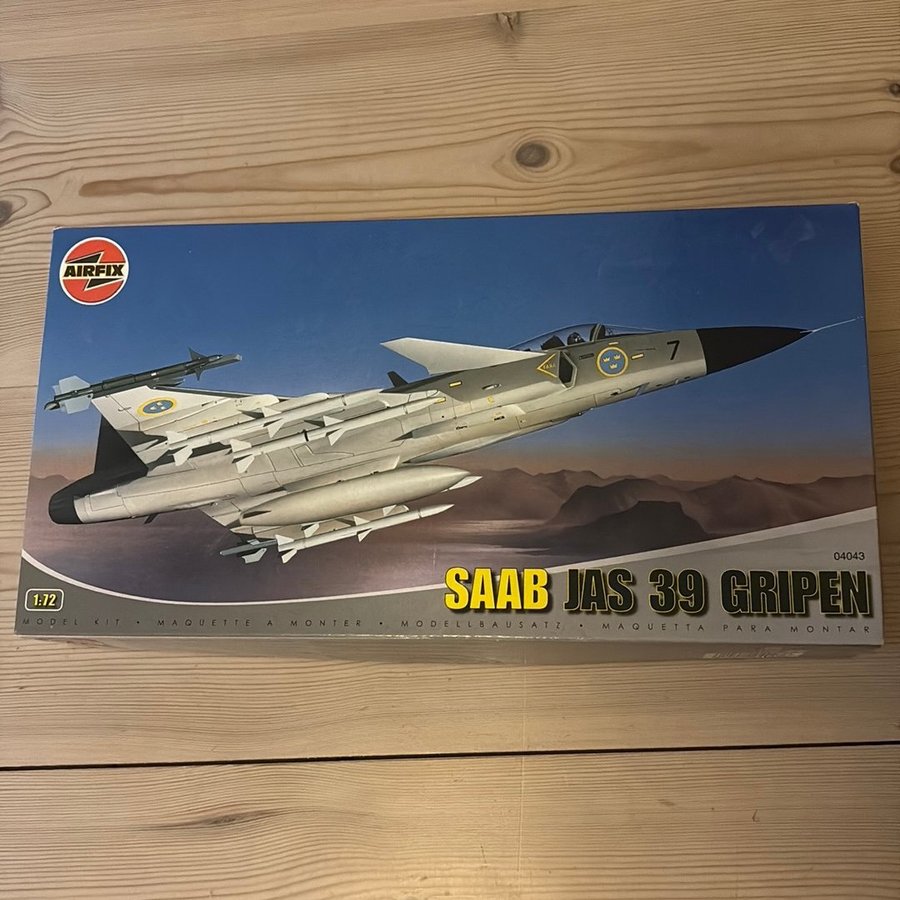 AIRFIX
7
04043
SAAB JAS 39 GRIPEN
1:72
MODEL KIT • MAQUETTE A MONTER • MODELLBAUSATZ • MAQUETTA PARA MONTAR